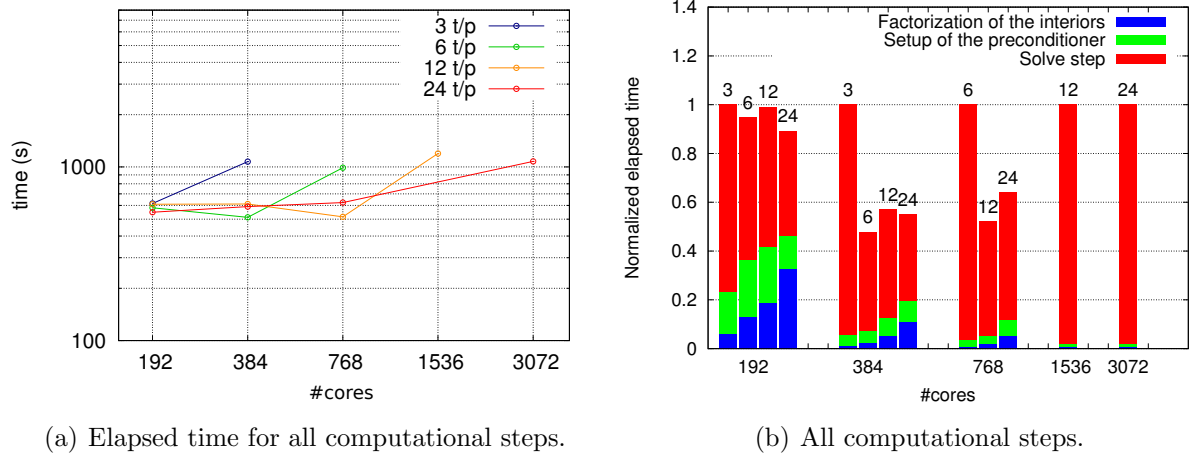 3 t/p
6 t/p
12 t/p
24 t/p
time (s)
1000
100
192 384 768 1536 3072
#cores
(a) Elapsed time for all computational steps.
Factorization of the interiors
Setup of the preconditioner
Solve step
Normalized elapsed time
1.4
1.2
1
0.8
0.6
0.4
0.2
0
3 6 12 24
3 6 12 24
6 12 24
12
24
192 384 768 1536 3072
#cores
(b) All computational steps.